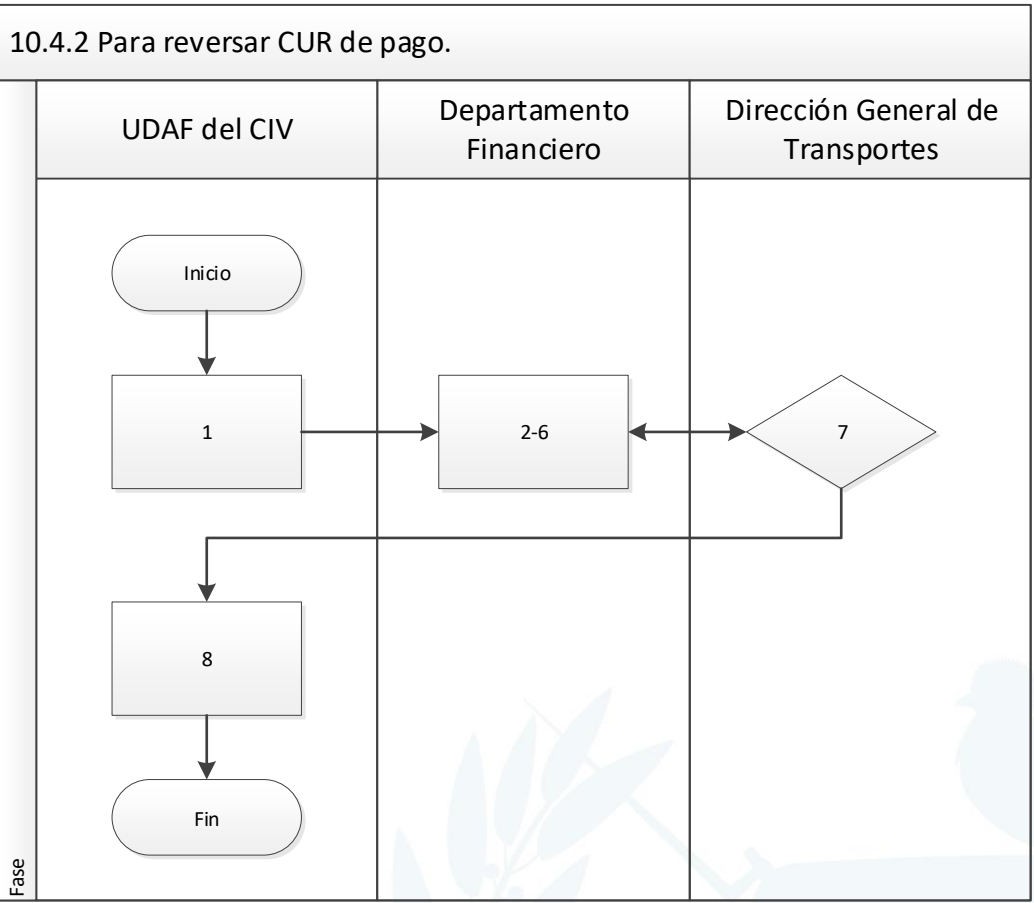 10.4.2 Para reversar CUR de pago.
UDAF del CIV
Departamento
Financiero
Dirección General de
Transportes
Inicio
1
2-6
7
8
Fin
Fase